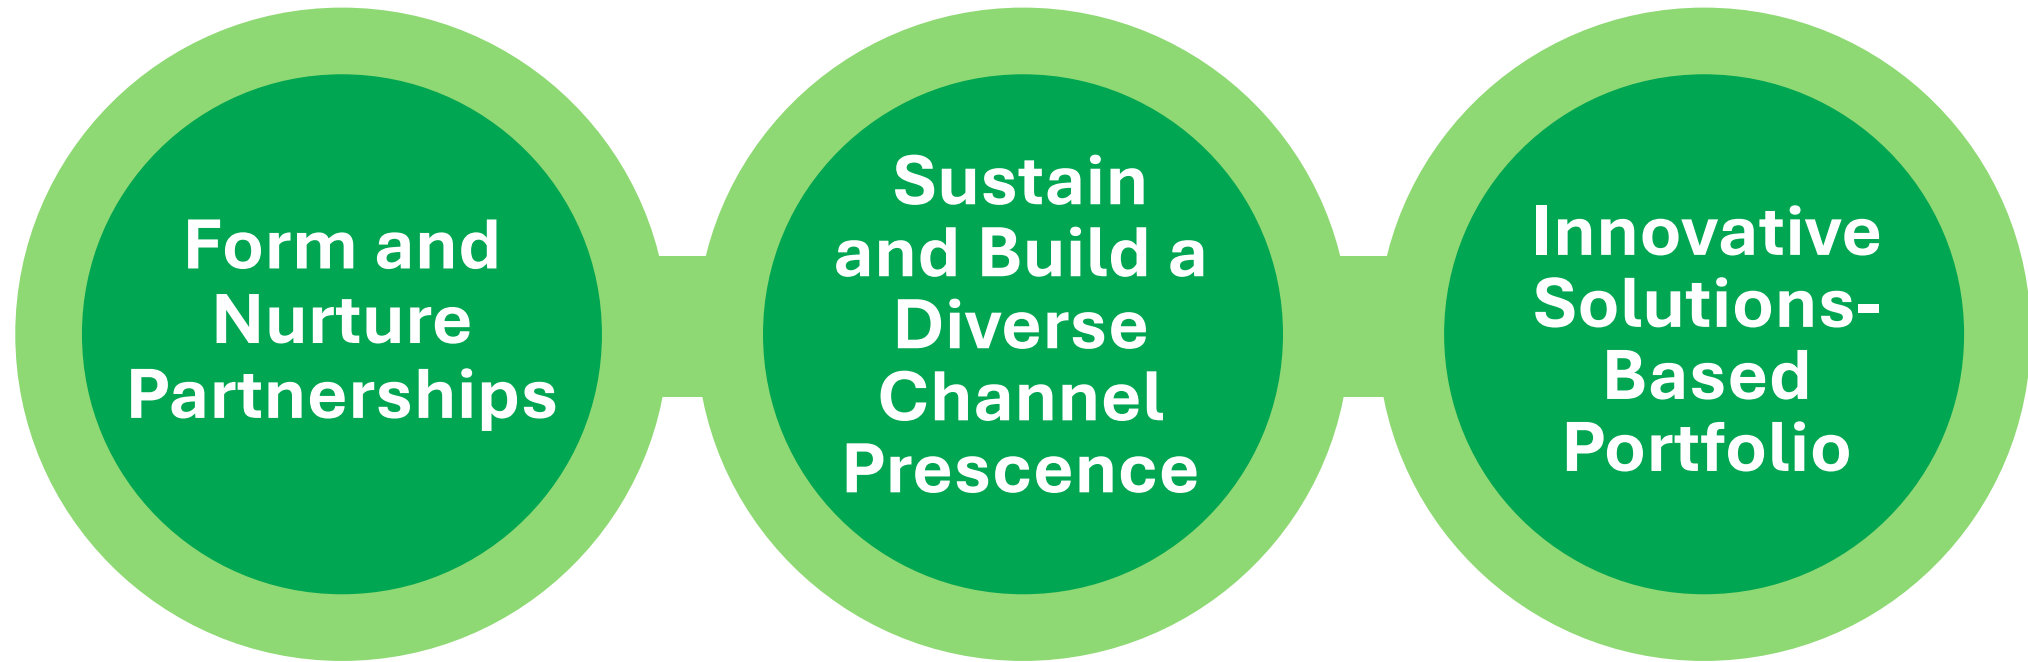 Form and
Nurture
Partnerships
Sustain
and Build a
Diverse
Channel
Prescence
Innovative
Solutions-
Based
Portfolio